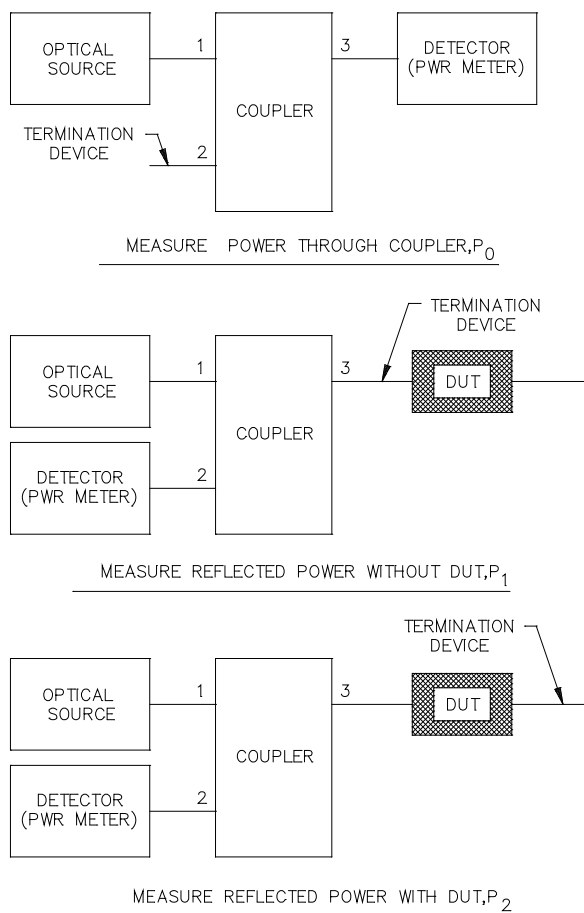 OPTICAL
SOURCE
1
COUPLER
3
DETECTOR
(PWR METER)
TERMINATION
DEVICE
2
MEASURE POWER THROUGH COUPLER,P0
TERMINATION
DEVICE
OPTICAL
SOURCE
1
COUPLER
3
DUT
DETECTOR
(PWR METER)
2
MEASURE REFLECTED POWER WITHOUT DUT,P1
TERMINATION
DEVICE
OPTICAL
SOURCE
1
COUPLER
3
DUT
DETECTOR
(PWR METER)
2
MEASURE REFLECTED POWER WITH DUT,P2